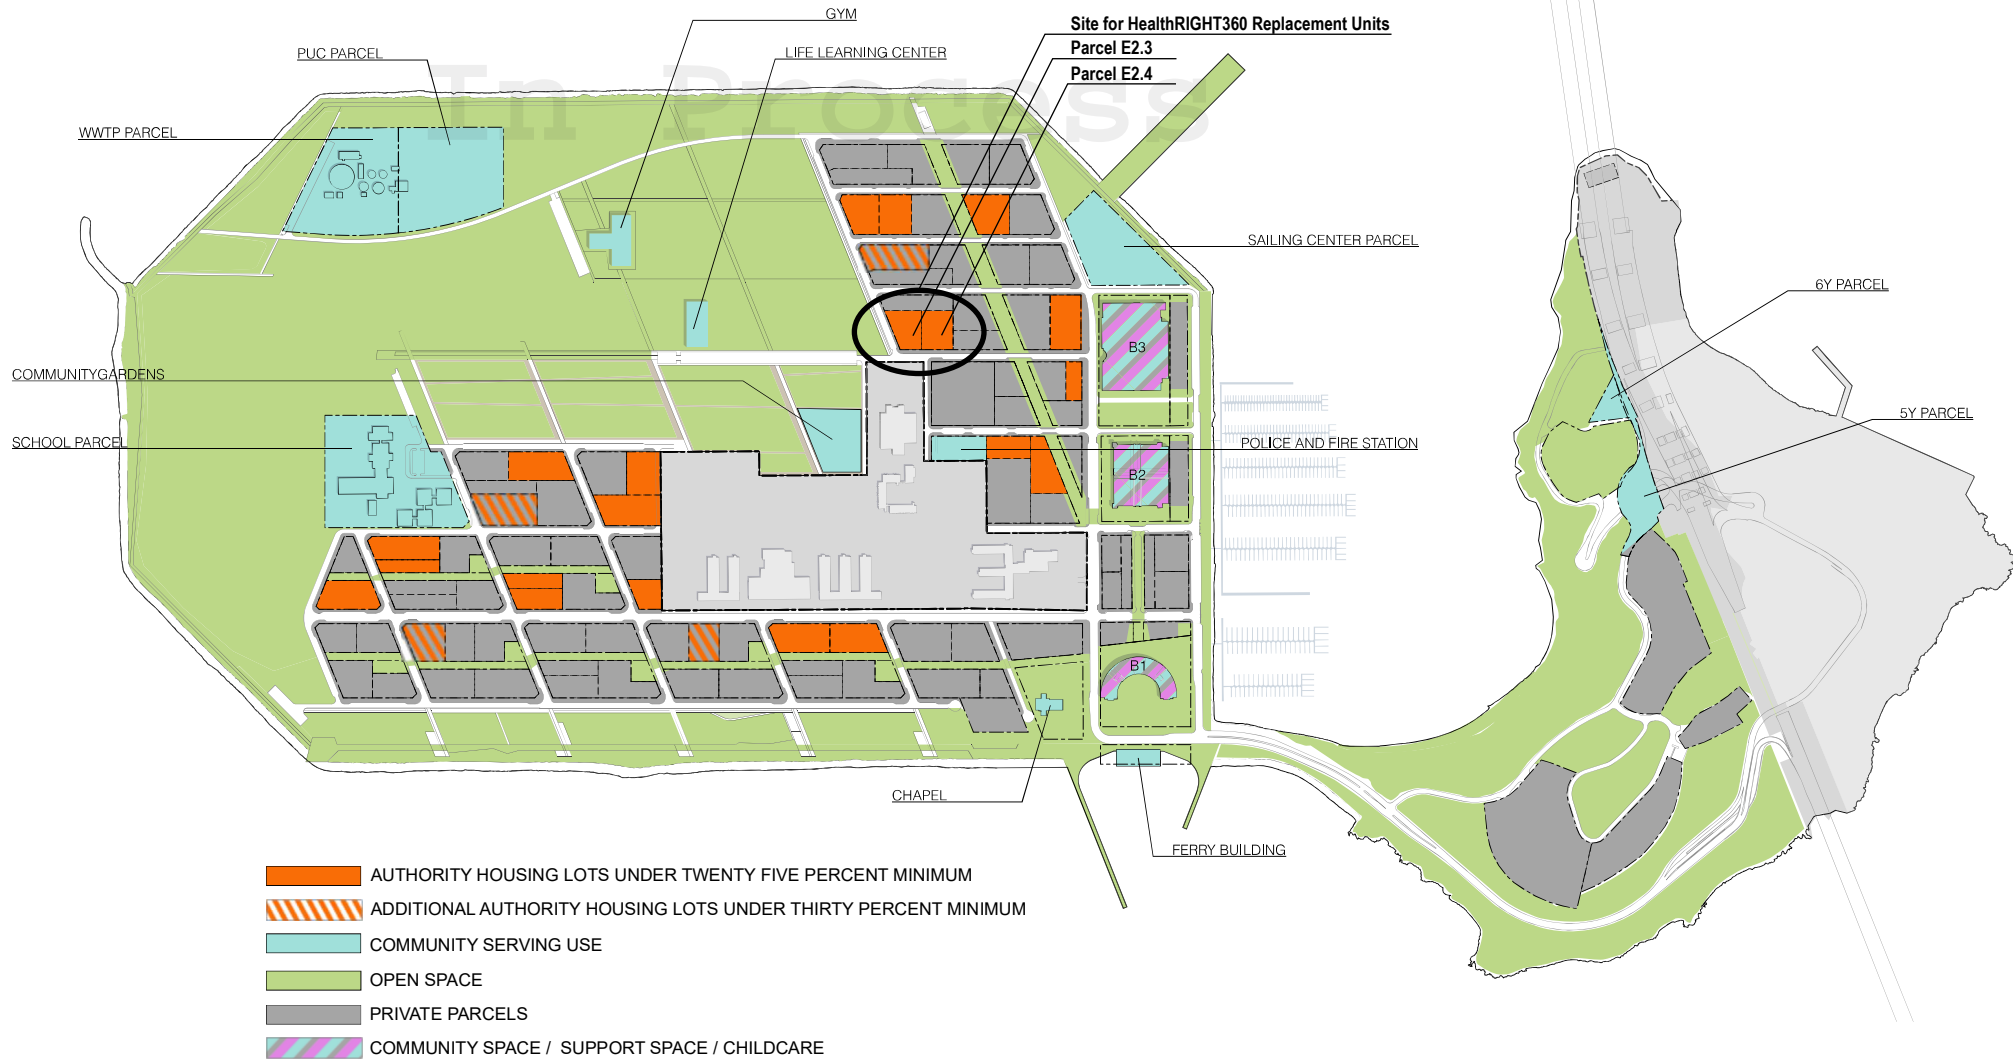 GYM
Site for HealthRIGHT360 Replacement Units
PUC PARCEL
LIFE LEARNING CENTER
Parcel E2.3
Parcel E2.4
In Process
WWTP PARCEL
SAILING CENTER PARCEL
6Y PARCEL
B3
COMMUNITYGARDENS
5Y PARCEL
SCHOOL PARCEL
POLICE AND FIRE STATION
B2
B1
CHAPEL
FERRY BUILDING
AUTHORITY HOUSING LOTS UNDER TWENTY FIVE PERCENT MINIMUM
ADDITIONAL AUTHORITY HOUSING LOTS UNDER THIRTY PERCENT MINIMUM
COMMUNITY SERVING USE
OPEN SPACE
PRIVATE PARCELS
COMMUNITY SPACE / SUPPORT SPACE / CHILDCARE